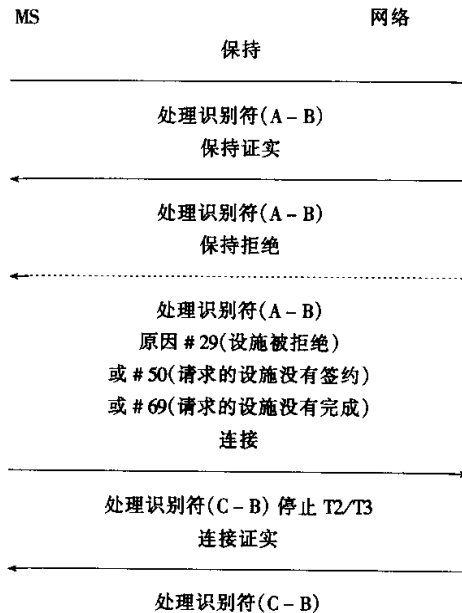 MS 网络
保持
处理识别符(A-B)
保持证实
处理识别符(A-B)
保持拒绝
处理识别符(A-B)
原因#29(设施被拒绝)
或#50(请求的设施没有签约)
或#69(请求的设施没有完成)
连接
处理识别符(C-B) 停止 T2/T3
连接证实
处理识别符(C-B)